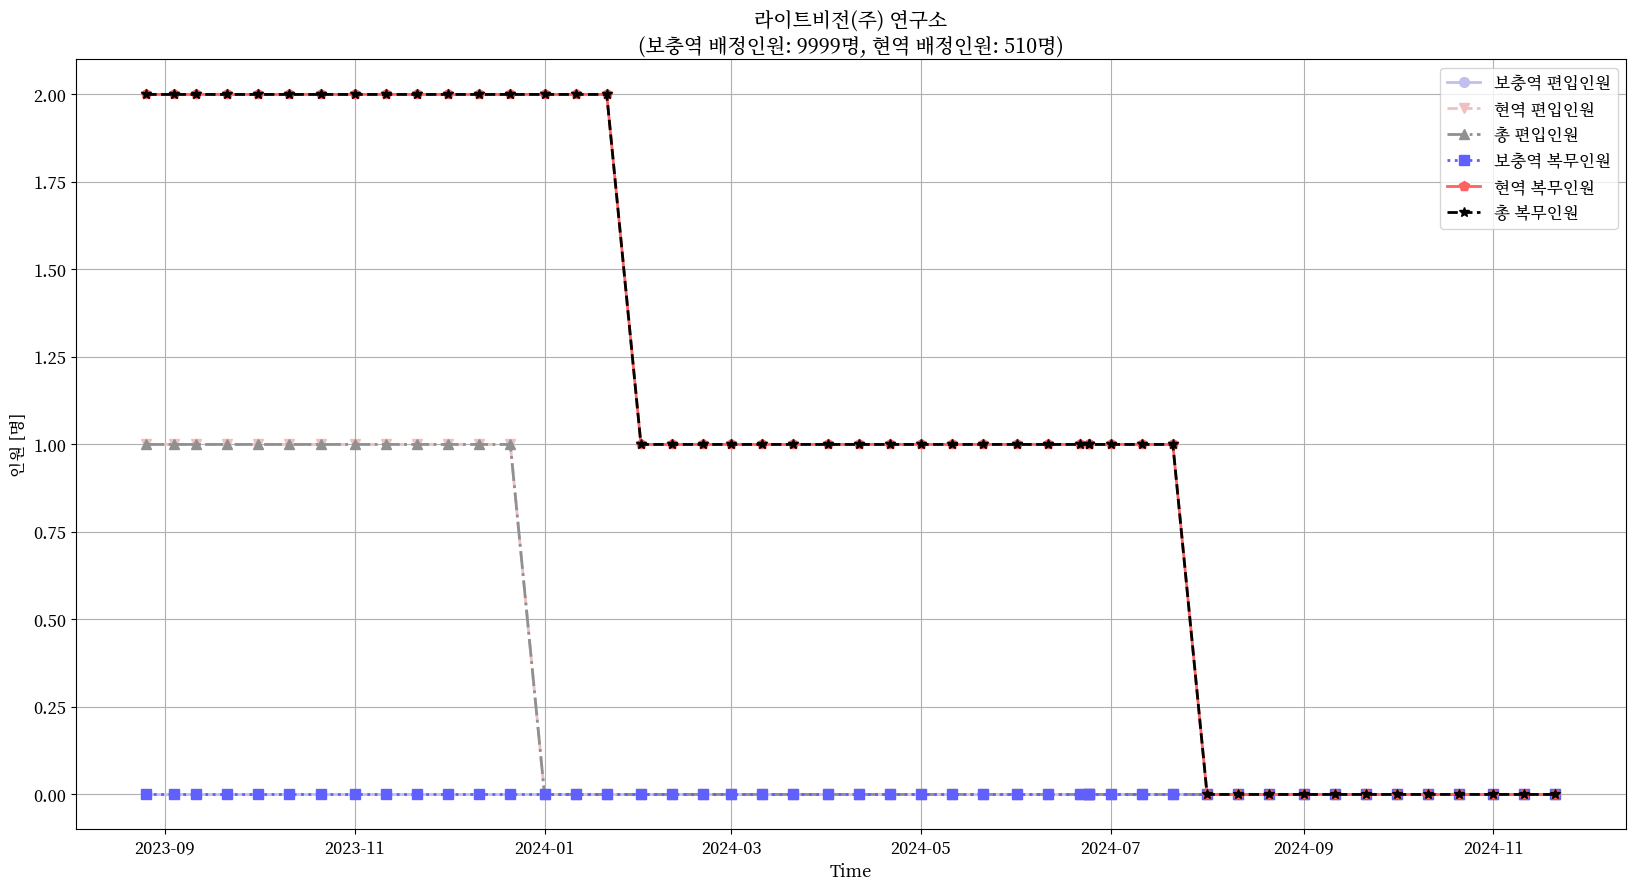 라이트비전(주) 연구소
(보충역 배정인원: 9999명, 현역 배정인원: 510명)
보충역 편입인원
현역 편입인원
총 편입인원
보충역 복무인원
현역 복무인원
총 복무인원
2.00
1.75
1.50
1.25
1.00
0.75
0.50
0.25
0.00
인원 [명]
2023-09 2023-11 2024-01 2024-03 2024-05 2024-07 2024-09 2024-11
Time